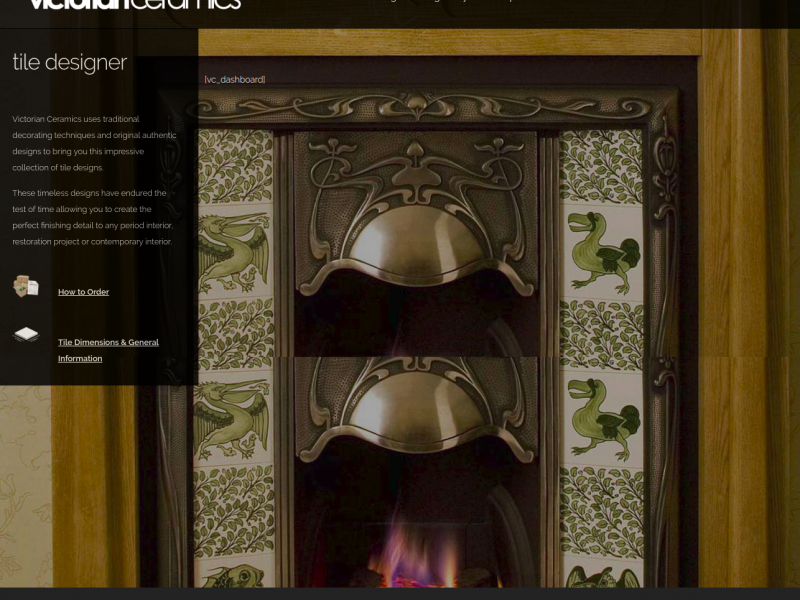 victorianceramics
tile designer
[vc_dashboard]
Victorian Ceramics uses traditional
decorating techniques and original authentic
designs to bring you this impressive
collection of tile designs.
These timeless designs have endured the
test of time allowing you to create the
perfect finishing detail to any period interior,
restoration project or contemporary interior.
How to Order
Tile Dimensions & General
Information